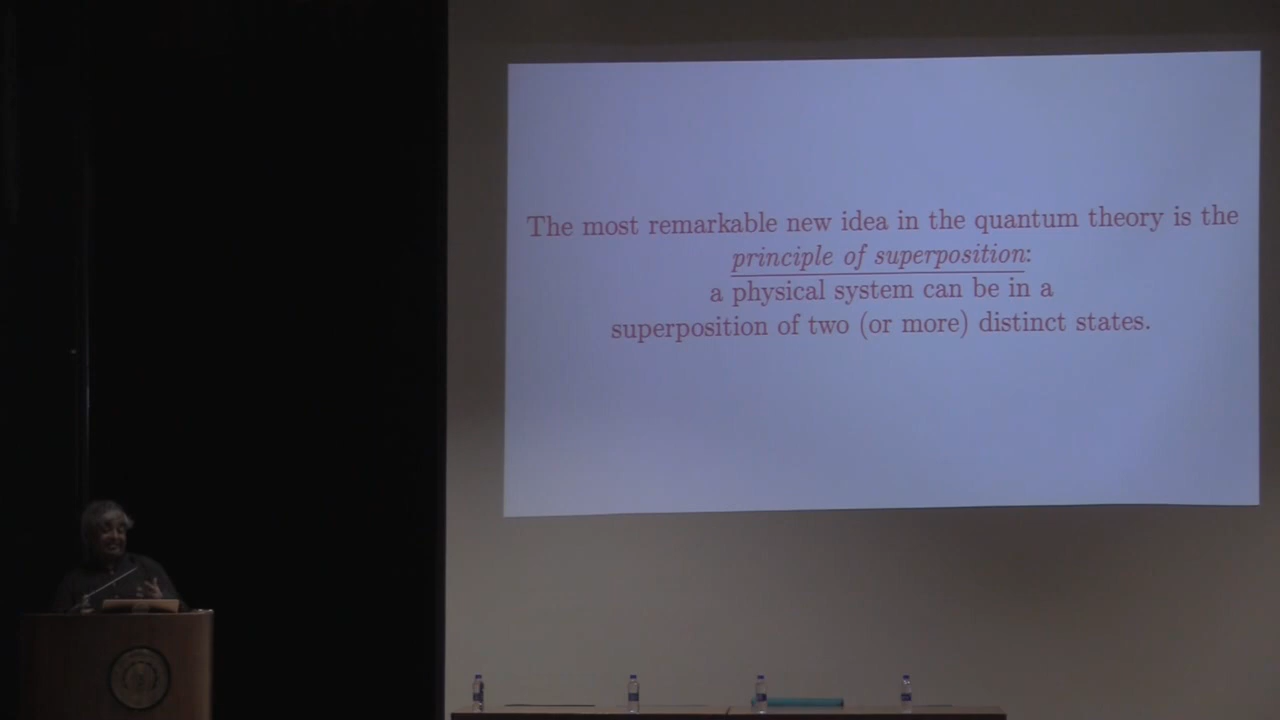 The most remarkable new idea in the quantum theory is the
principle of superposition:
a physical system can be in a
superposition of two (or more) distinct states.